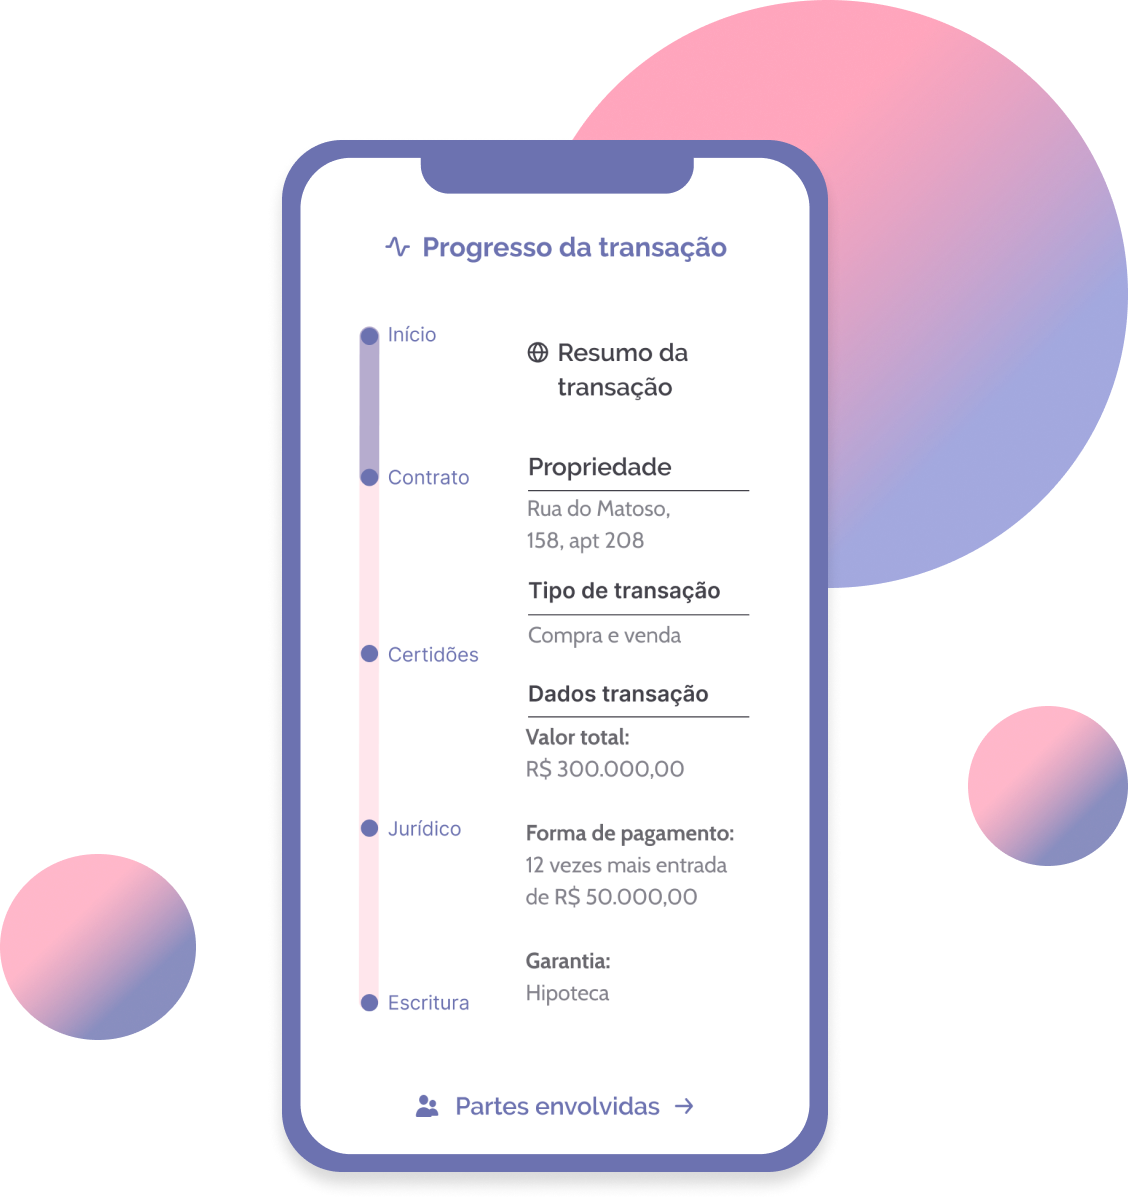 Progresso da transação
Início
Contrato
Certidões
Jurídico
Escritura
Resumo da
transação
Propriedade
Rua do Matoso,
158, apt 208
Tipo de transação
Compra e venda
Dados transação
Valor total:
R$ 300.000,00
Forma de pagamento:
12 vezes mais entrada
de R$ 50.000,00
Garantia:
Hipoteca
Partes envolvidas →